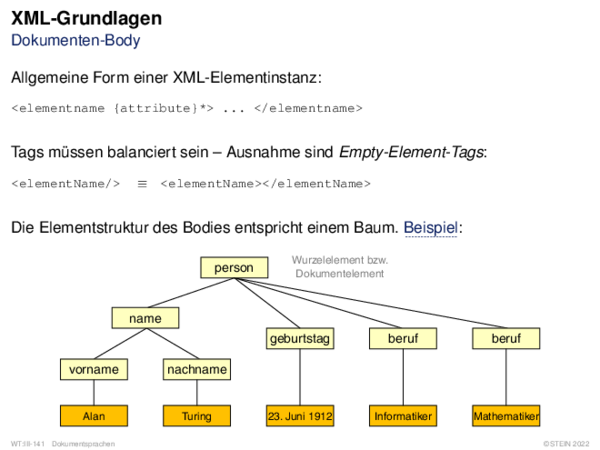 XML-Grundlagen
Dokumenten-Body
Allgemeine Form einer XML-Elementinstanz:
<elementname {attribute}*> ... </elementname>
Tags müssen balanciert sein – Ausnahme sind Empty-Element-Tags:
<elementName/> ≡ <elementName></elementName>
Die Elementstruktur des Bodies entspricht einem Baum. Beispiel:
person
Wurzelelement bzw.
Dokumentelement
name
geburtstag
beruf
beruf
vorname
nachname
Alan
Turing
23. Juni 1912
Informatiker
Mathematiker
WT:III-141 Dokumentsprachen
©STEIN 2022